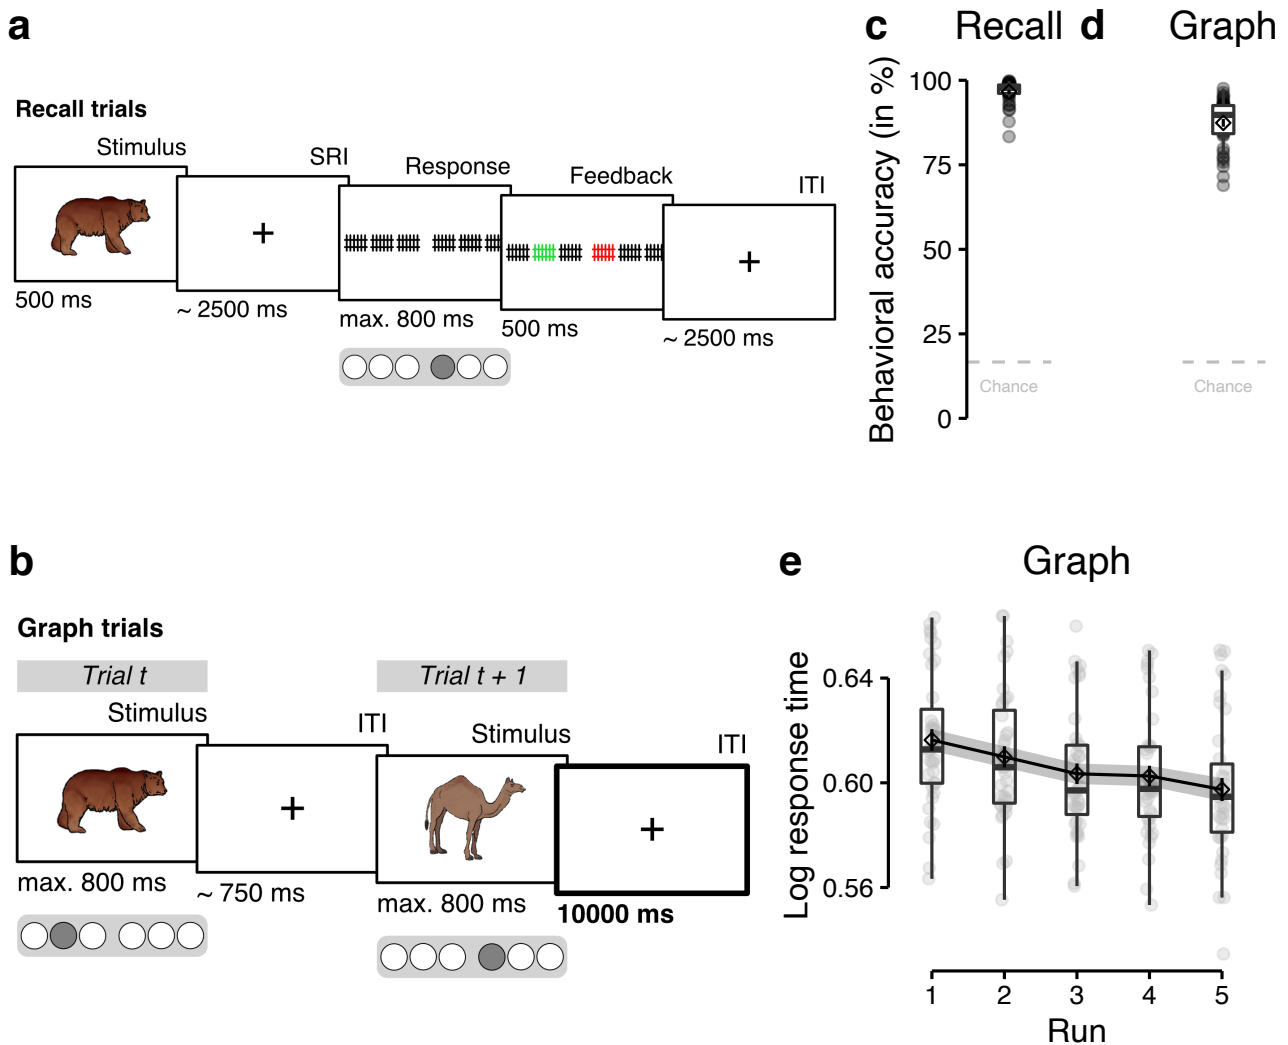 a
Recall trials
Stimulus
SRI
Response
Feedback
ITI
500 ms
~ 2500 ms
max. 800 ms
500 ms
~ 2500 ms
c
Recall
d
Graph
Behavioral accuracy (in %)
100
75
50
25
0
Chance
Chance
b
Graph trials
Trial t
Trial t + 1
Stimulus
ITI
Stimulus
ITI
max. 800 ms
~ 750 ms
max. 800 ms
10000 ms
e
Graph
Log response time
0.64
0.60
0.56
1 2 3 4 5
Run